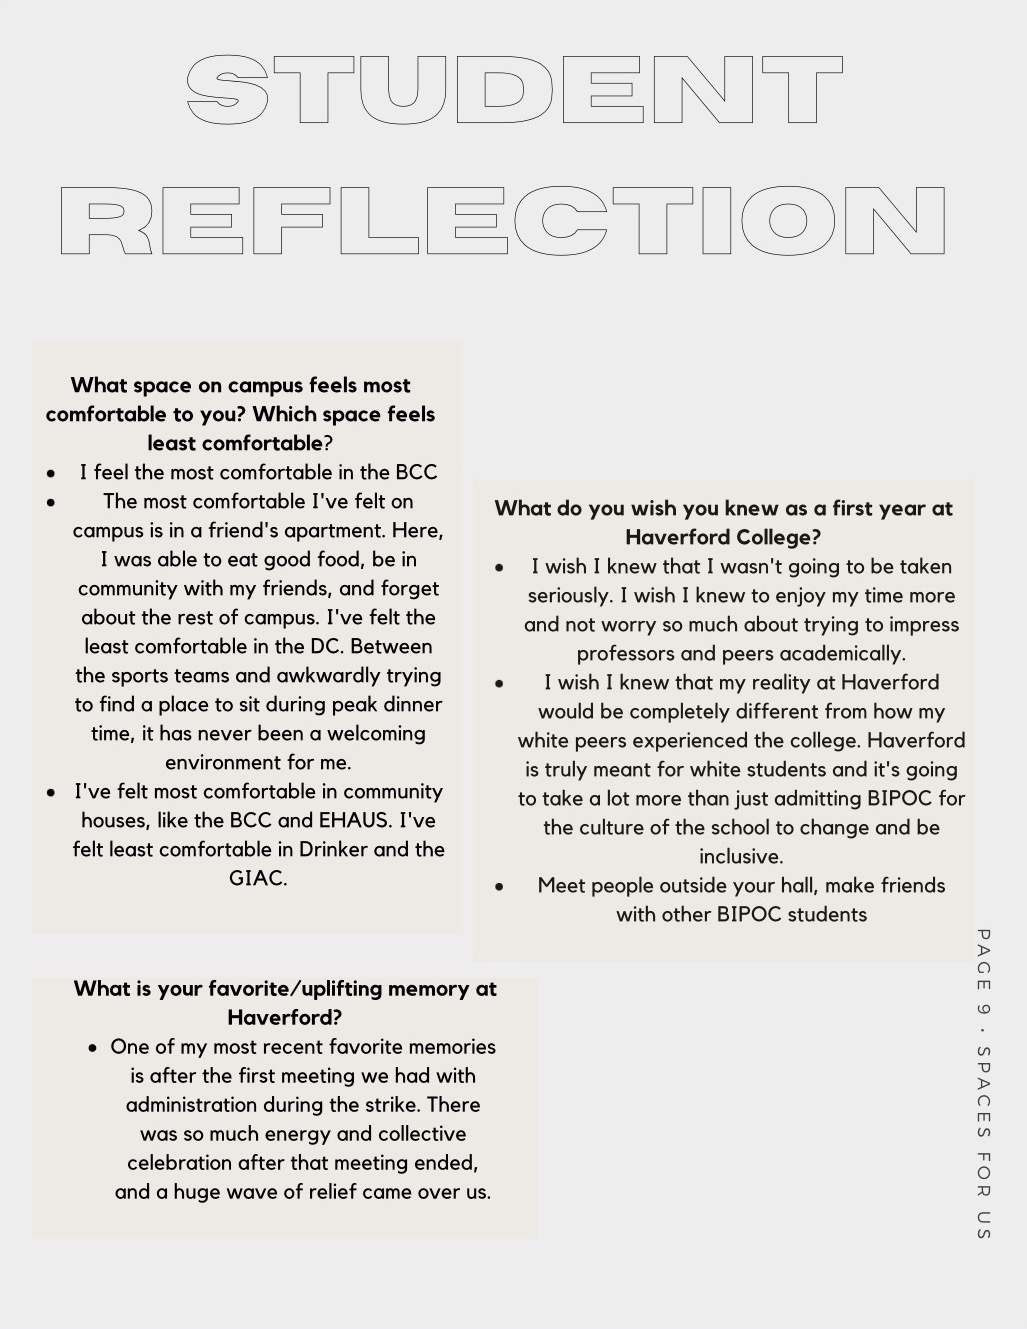 STUDENT
REFLECTION
What space on campus feels most
comfortable to you? Which space feels
least comfortable?
• I feel the most comfortable in the BCC
• The most comfortable I've felt on
campus is in a friend's apartment. Here,
I was able to eat good food, be in
community with my friends, and forget
about the rest of campus. I've felt the
least comfortable in the DC. Between
the sports teams and awkwardly trying
to find a place to sit during peak dinner
time, it has never been a welcoming
environment for me.
• I've felt most comfortable in community
houses, like the BCC and EHAUS. I've
felt least comfortable in Drinker and the
GIAC.
What do you wish you knew as a first year at
Haverford College?
• I wish I knew that I wasn't going to be taken
seriously. I wish I knew to enjoy my time more
and not worry so much about trying to impress
professors and peers academically.
• I wish I knew that my reality at Haverford
would be completely different from how my
white peers experienced the college. Haverford
is truly meant for white students and it's going
to take a lot more than just admitting BIPOC for
the culture of the school to change and be
inclusive.
• Meet people outside your hall, make friends
with other BIPOC students
What is your favorite/uplifting memory at
Haverford?
• One of my most recent favorite memories
is after the first meeting we had with
administration during the strike. There
was so much energy and collective
celebration after that meeting ended,
and a huge wave of relief came over us.
PAGE 9 · SPACES FOR US